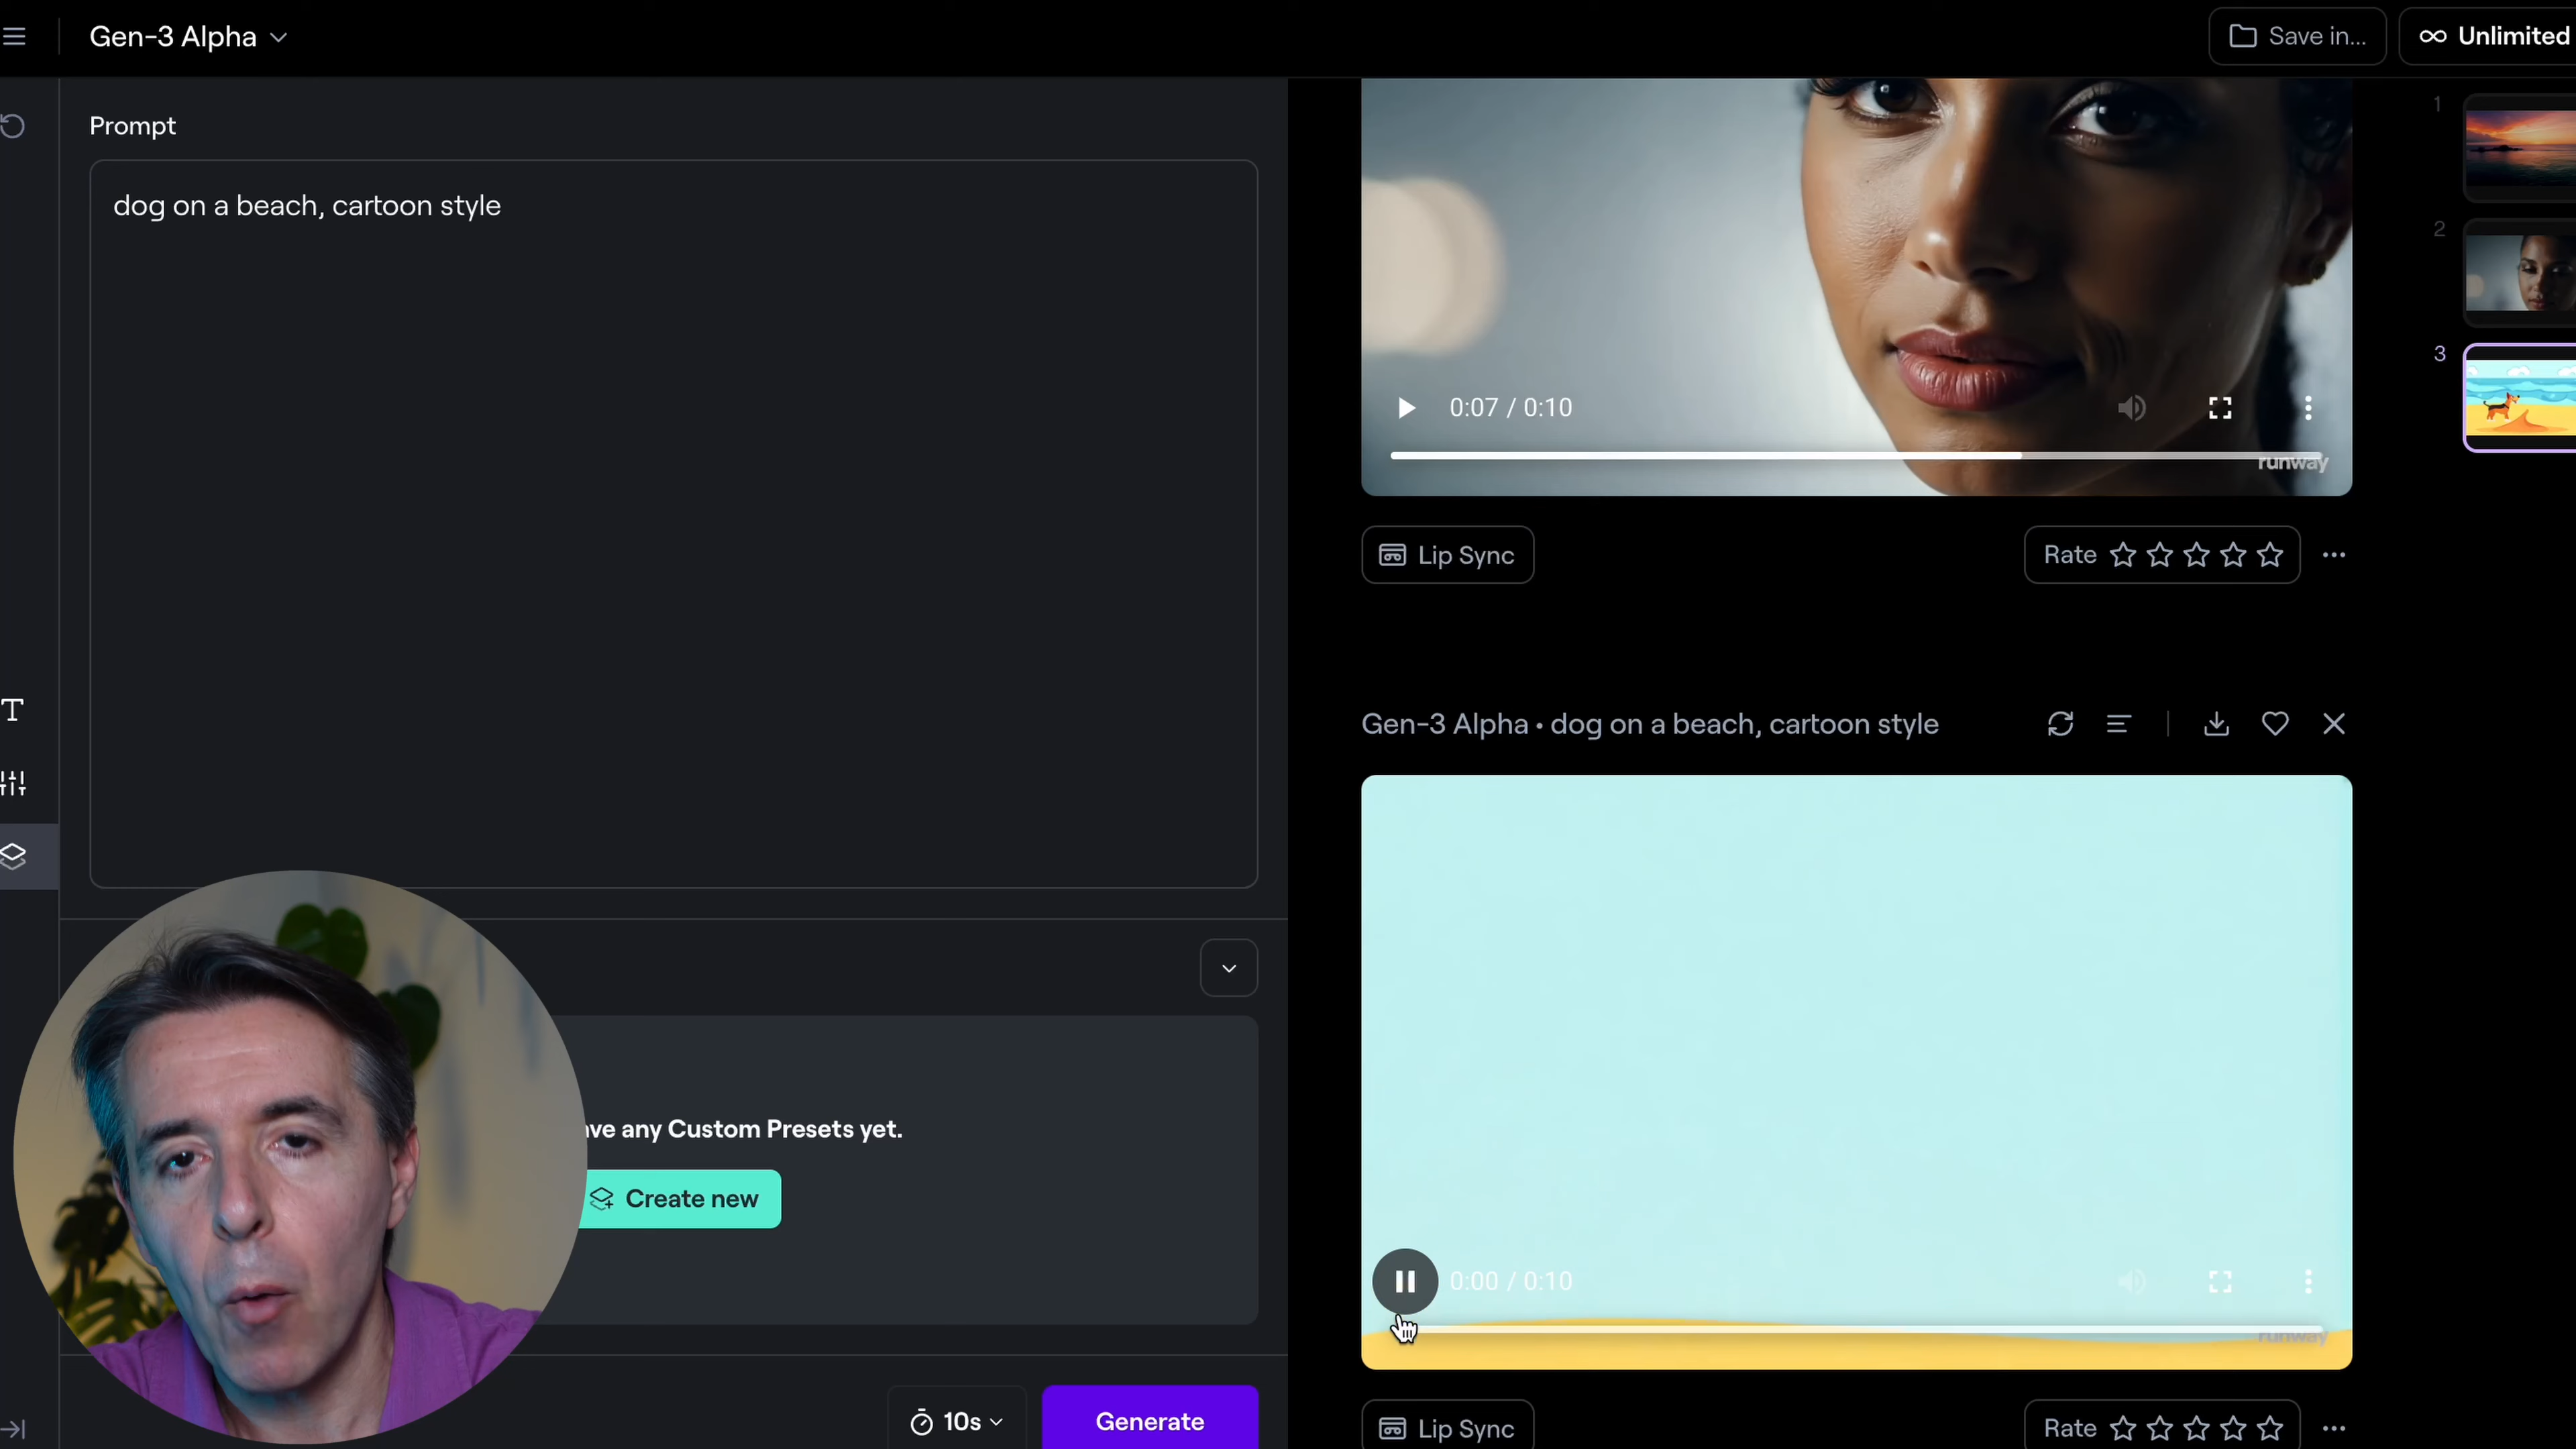 Gen-3 Alpha
Save in...
Unlimited
Prompt
dog on a beach, cartoon style
1
2
3
0:07 / 0:10
runway
Lip Sync
Rate
Gen-3 Alpha • dog on a beach, cartoon style
any Custom Presets yet.
Create new
0:00 / 0:10
runway
10s
Generate
Lip Sync
Rate